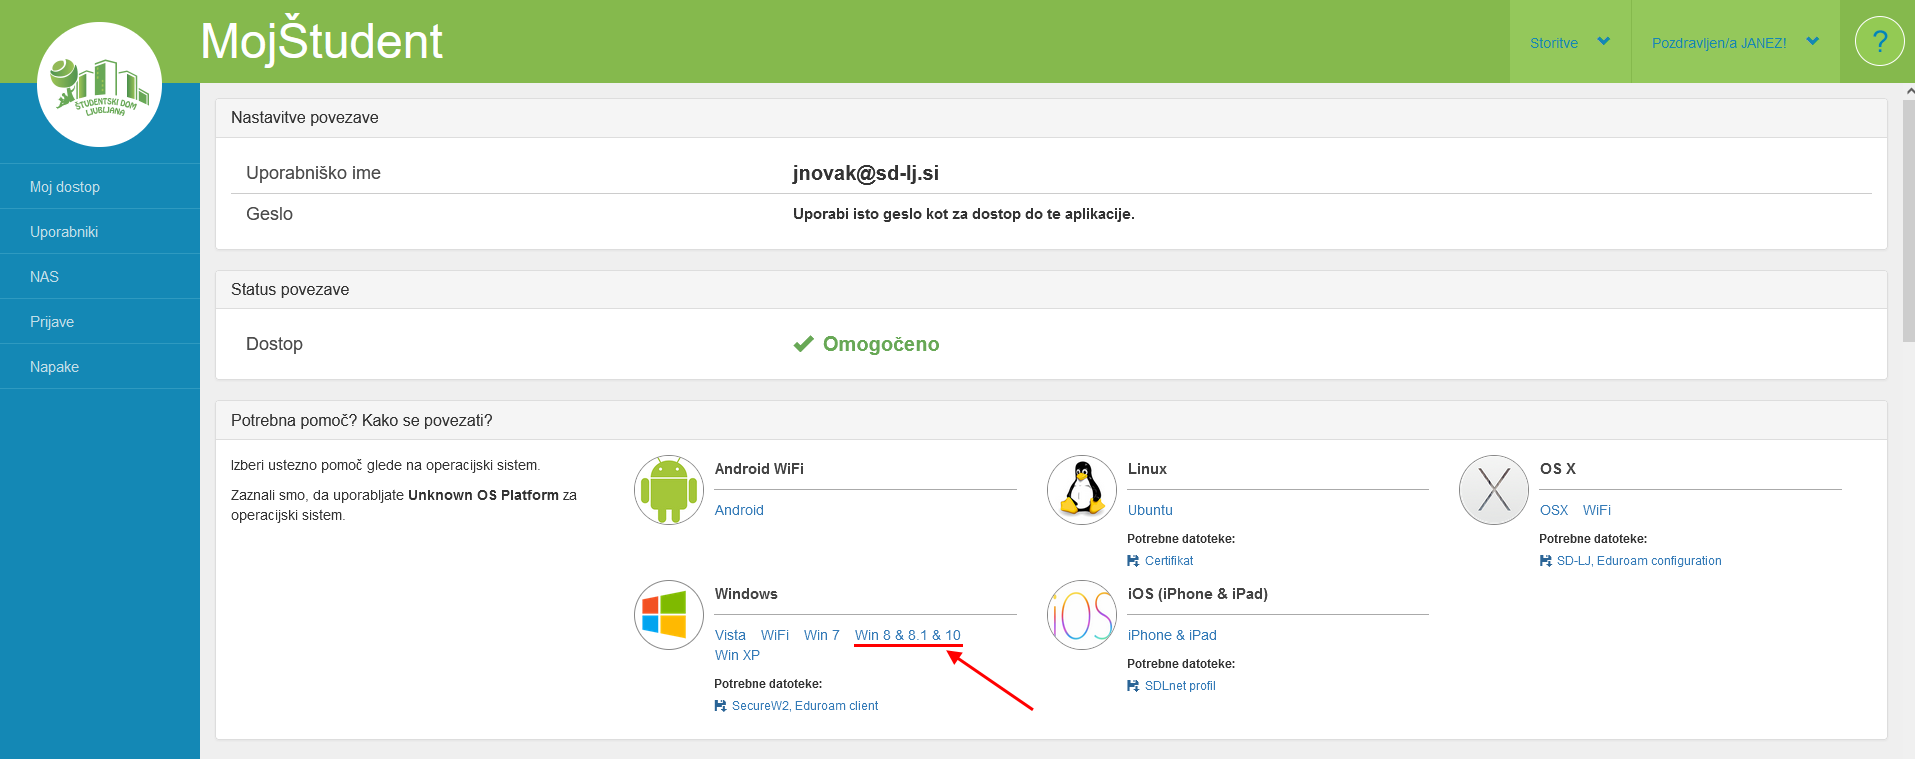 MojŠtudent
Storitve
Pozdravljen/a JANEZ!
?
ŠTUDENTSKI DOM
LJUBLJANA
Moj dostop
Uporabniki
NAS
Prijave
Napake
Nastavitve povezave
Uporabniško ime jnovak@sd-lj.si
Geslo Uporabi isto geslo kot za dostop do te aplikacije.
Status povezave
Dostop Omogočeno
Potrebna pomoč? Kako se povezati?
Izberi ustezno pomoč glede na operacijski sistem.
Zaznali smo, da uporabljate Unknown OS Platform za
operacijski sistem.
Android WiFi
Android
Linux
Ubuntu
Potrebne datoteke:
Certifikat
OS X
OSX WiFi
Potrebne datoteke:
SD-LJ, Eduroam configuration
Windows
Vista WiFi Win 7 Win 8 & 8.1 & 10
Win XP
Potrebne datoteke:
SecureW2, Eduroam client
iOS
iOS (iPhone & iPad)
iPhone & iPad
Potrebne datoteke:
SDLnet profil